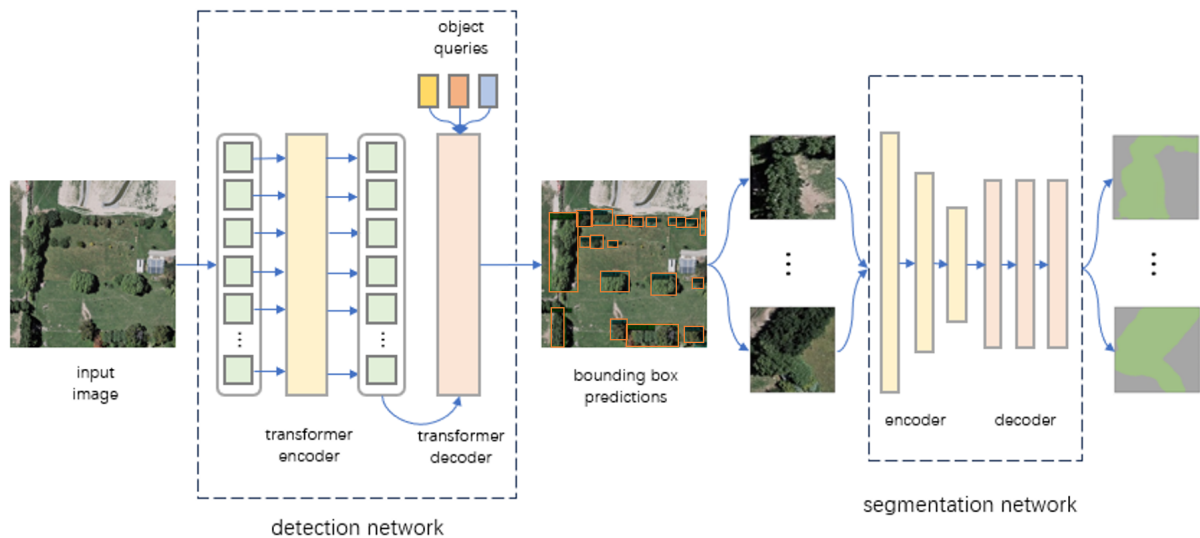 object
queries
input
image
transformer
encoder
transformer
decoder
detection network
bounding box
predictions
encoder
decoder
segmentation network